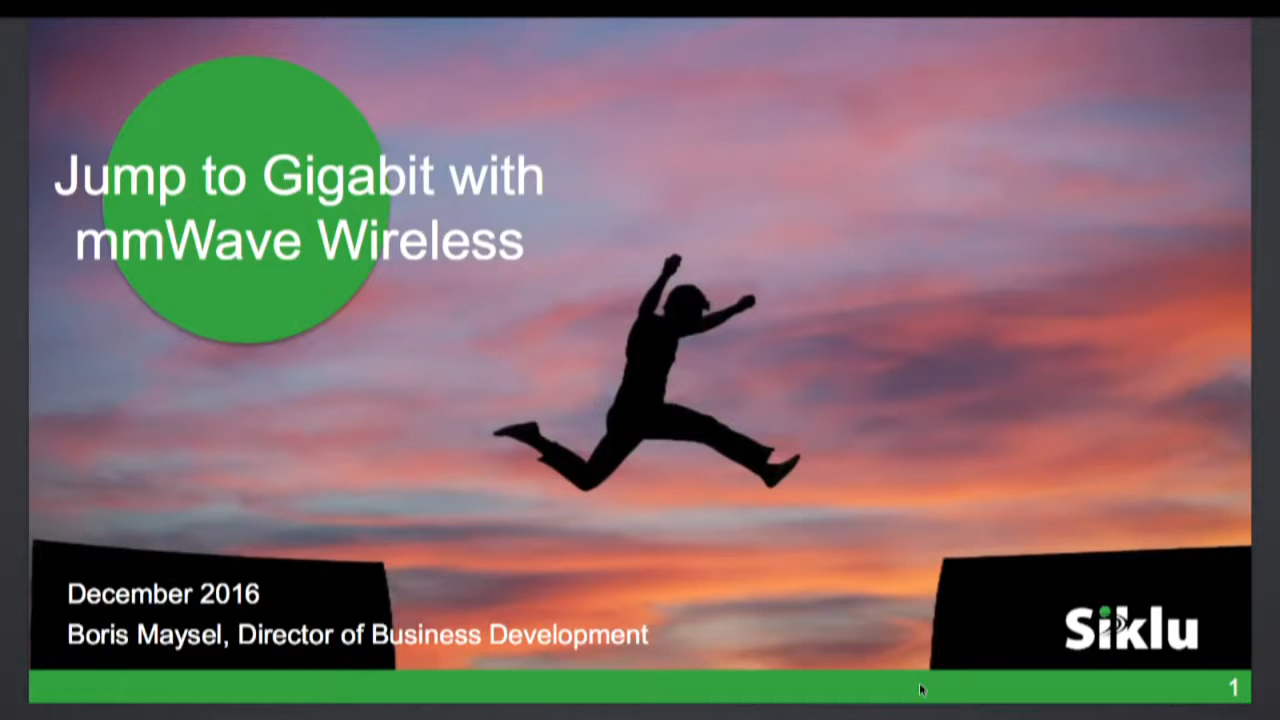 Jump to Gigabit with
mmWave Wireless
December 2016
Boris Maysel, Director of Business Development
Siklu
1